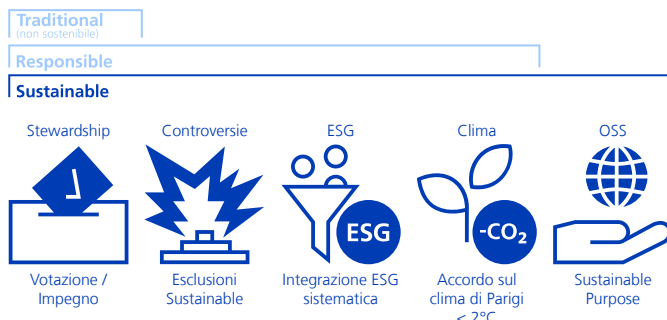 Traditional
(non sostenibile)
Responsible
Sustainable
Stewardship
Controversie
ESG
Clima
OSS
ESG
-CO₂
Votazione /
Impegno
Esclusioni
Sustainable
Integrazione ESG
sistematica
Accordo sul
clima di Parigi
< 2°C
Sustainable
Purpose